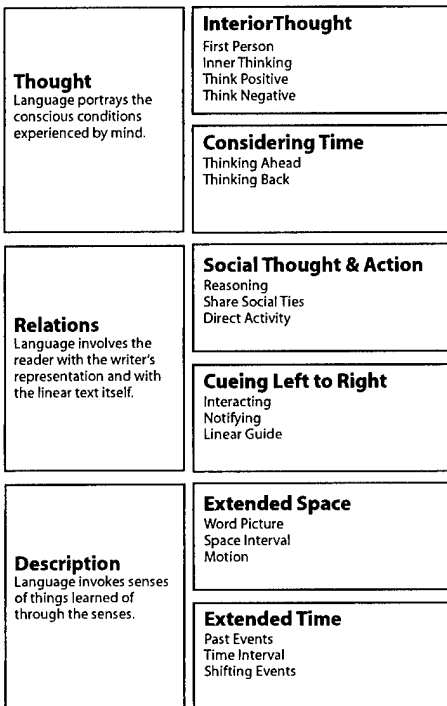 Thought
Language portrays the
conscious conditions
experienced by mind.
InteriorThought
First Person
Inner Thinking
Think Positive
Think Negative
Considering Time
Thinking Ahead
Thinking Back
Relations
Language involves the
reader with the writer's
representation and with
the linear text itself.
Social Thought & Action
Reasoning
Share Social Ties
Direct Activity
Cueing Left to Right
Interacting
Notifying
Linear Guide
Description
Language invokes senses
of things learned of
through the senses.
Extended Space
Word Picture
Space Interval
Motion
Extended Time
Past Events
Time Interval
Shifting Events